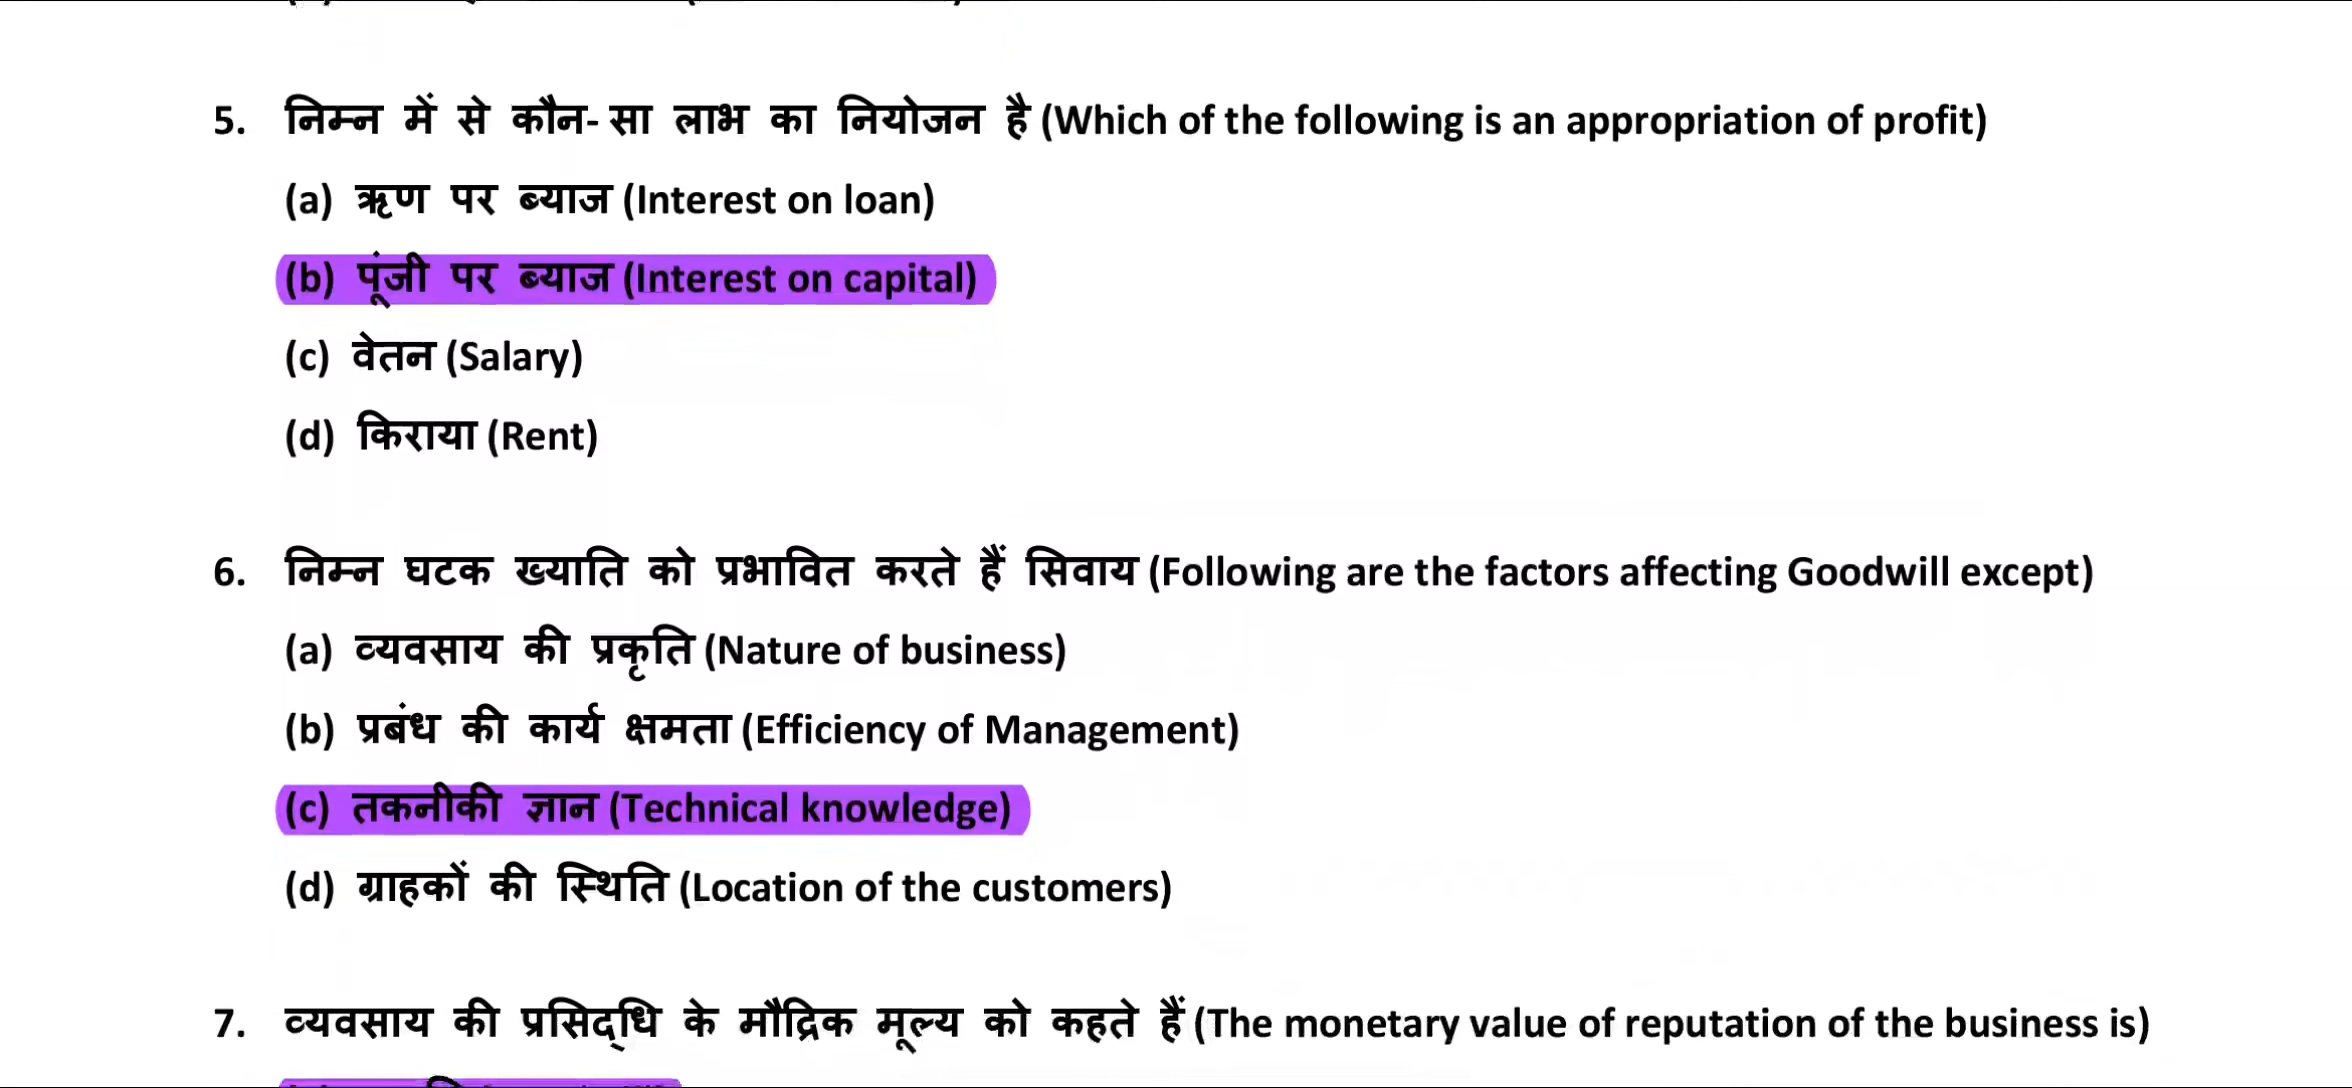 5. निम्न में से कौन- सा लाभ का नियोजन है (Which of the following is an appropriation of profit)
(a) ऋण पर ब्याज (Interest on loan)
(b) पूंजी पर ब्याज (Interest on capital)
(c) वेतन (Salary)
(d) किराया (Rent)
6. निम्न घटक ख्याति को प्रभावित करते हैं सिवाय (Following are the factors affecting Goodwill except)
(a) व्यवसाय की प्रकृति (Nature of business)
(b) प्रबंध की कार्य क्षमता (Efficiency of Management)
(c) तकनीकी ज्ञान (Technical knowledge)
(d) ग्राहकों की स्थिति (Location of the customers)
7. व्यवसाय की प्रसिद्धि के मौद्रिक मूल्य को कहते हैं (The monetary value of reputation of the business is)